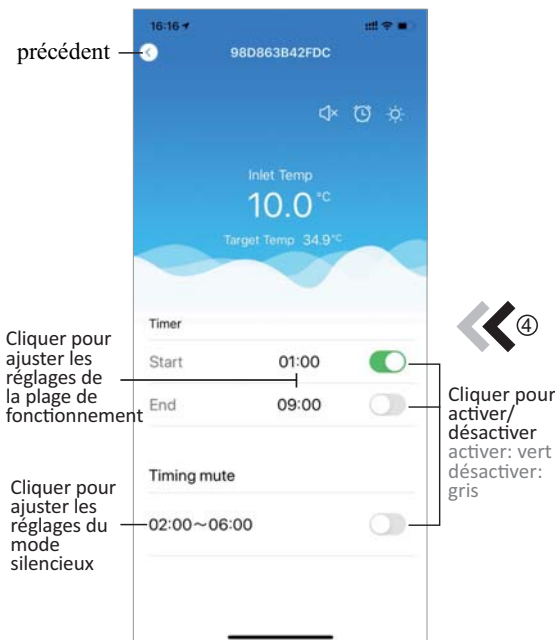 16:16
précédent
98D863B42FDC
Inlet Temp
10.0°C
Target Temp 34.9°C
Timer
Start 01:00
End 09:00
Timing mute
02:00～06:00
Cliquer pour
ajuster les
réglages de
la plage de
fonctionnement
Cliquer pour
ajuster les
réglages du
mode
silencieux
④
Cliquer pour
activer/
désactiver
activer: vert
désactiver:
gris